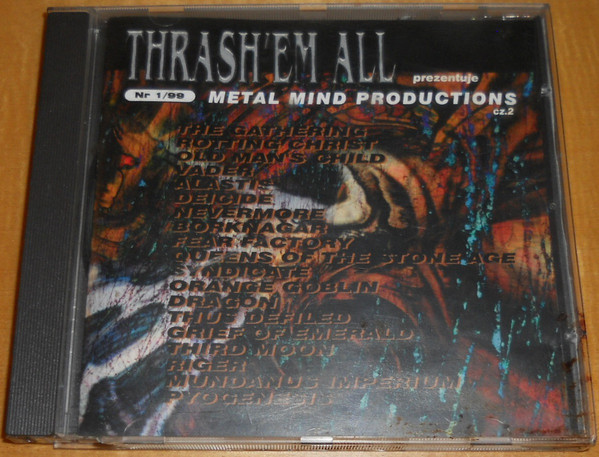 THRASH'EM ALL
prezentuje
Nr 1/99 METAL MIND PRODUCTIONS
cz.2
THE GATHERING
ROTTING CHRIST
OLD MAN'S CHILD
VADER
ALASTIS
DEICIDE
NEVERMORE
BORKNAGAR
FEAR FACTORY
QUEENS OF THE STONE AGE
SYNDICATE
ORANGE GOBLIN
DRAGON
THUE DEFILED
GRIEF OF EMERALD
THIRD MOON
RIGER
MUNDANUS IMPERIUM
PYOGENESIS